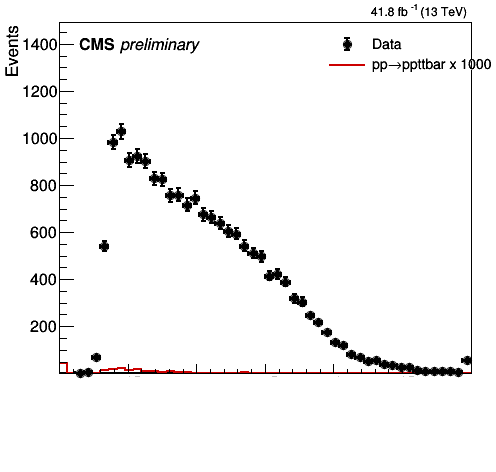 41.8 fb⁻¹ (13 TeV)
Events
CMS preliminary
Data
pp→ppttbar x 1000
1400
1200
1000
800
600
400
200